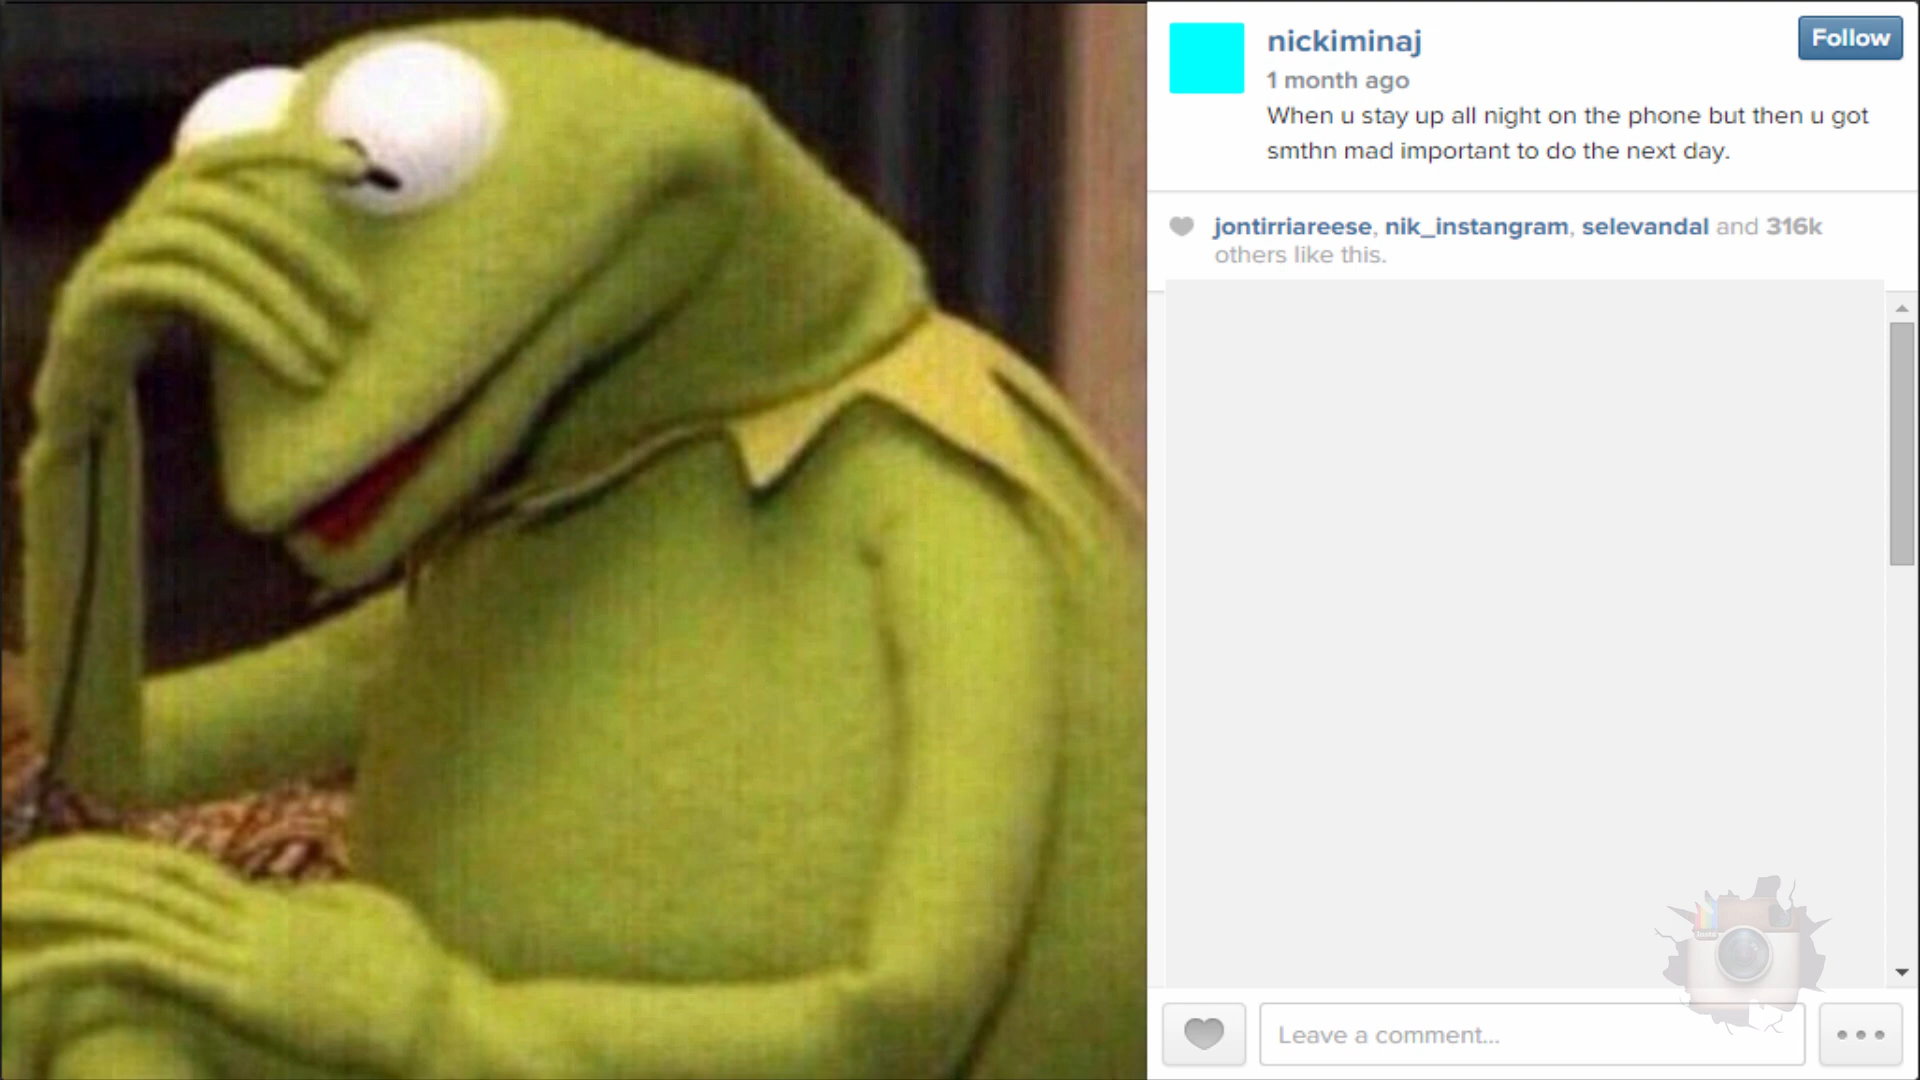 nickiminaj
Follow
1 month ago
When u stay up all night on the phone but then u got
smthn mad important to do the next day.
jontirriareese, nik_instangram, selevandal and 316k
others like this.
Leave a comment...